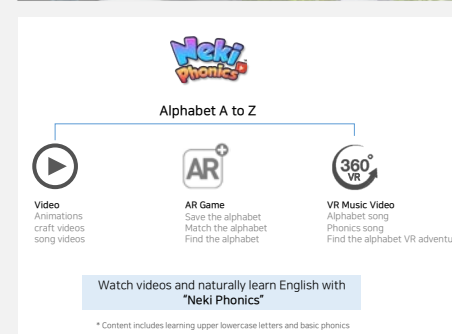 Neki
Phonics
Alphabet A to Z
AR
360°
VR
Video
Animations
craft videos
song videos
AR Game
Save the alphabet
Match the alphabet
Find the alphabet
VR Music Video
Alphabet song
Phonics song
Find the alphabet VR adventu
Watch videos and naturally learn English with
"Neki Phonics"
* Content includes learning upper lowercase letters and basic phonics